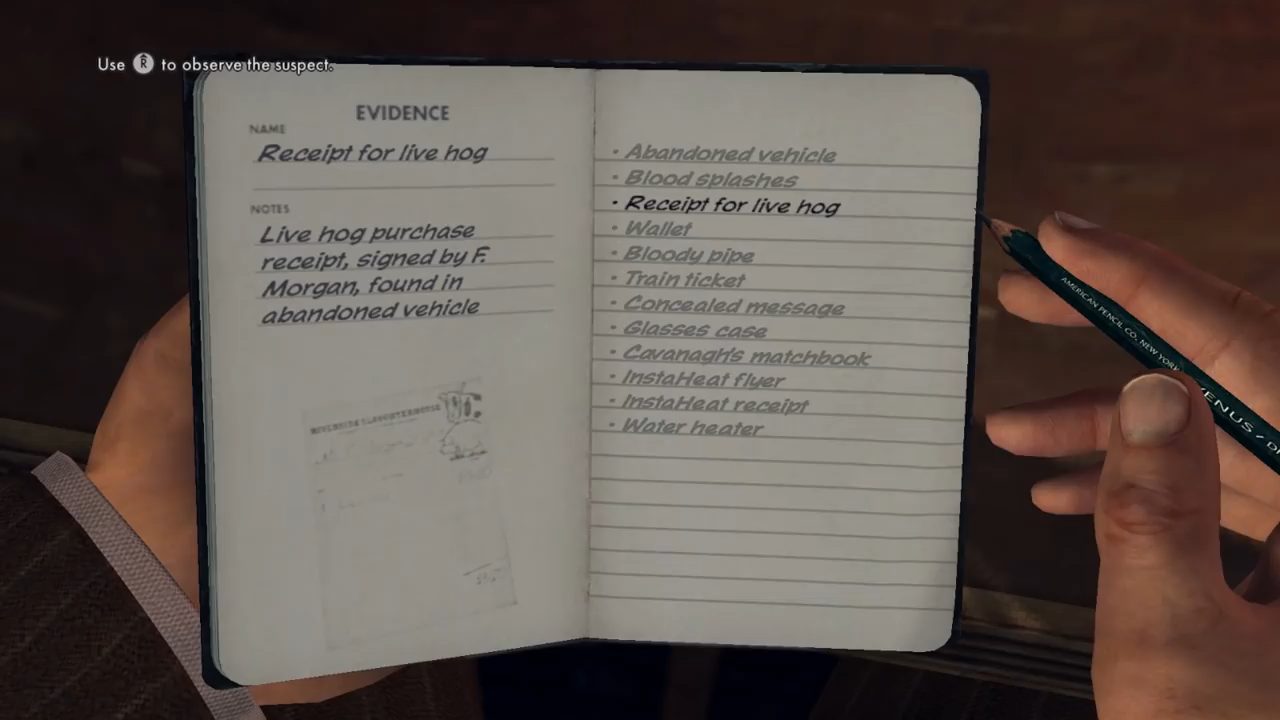 Use R to observe the suspect.
EVIDENCE
NAME
Receipt for live hog
NOTES
Live hog purchase
receipt, signed by F.
Morgan, found in
abandoned vehicle
RIVERSIDE SLAUGHTERHOUSE
• Abandoned vehicle
• Blood splashes
• Receipt for live hog
• Wallet
• Bloody pipe
• Train ticket
• Concealed message
• Glasses case
• Cavanagh's matchbook
• InstaHeat flyer
• InstaHeat receipt
• Water heater
AMERICAN PENCIL CO. NEW YORK
VENUS